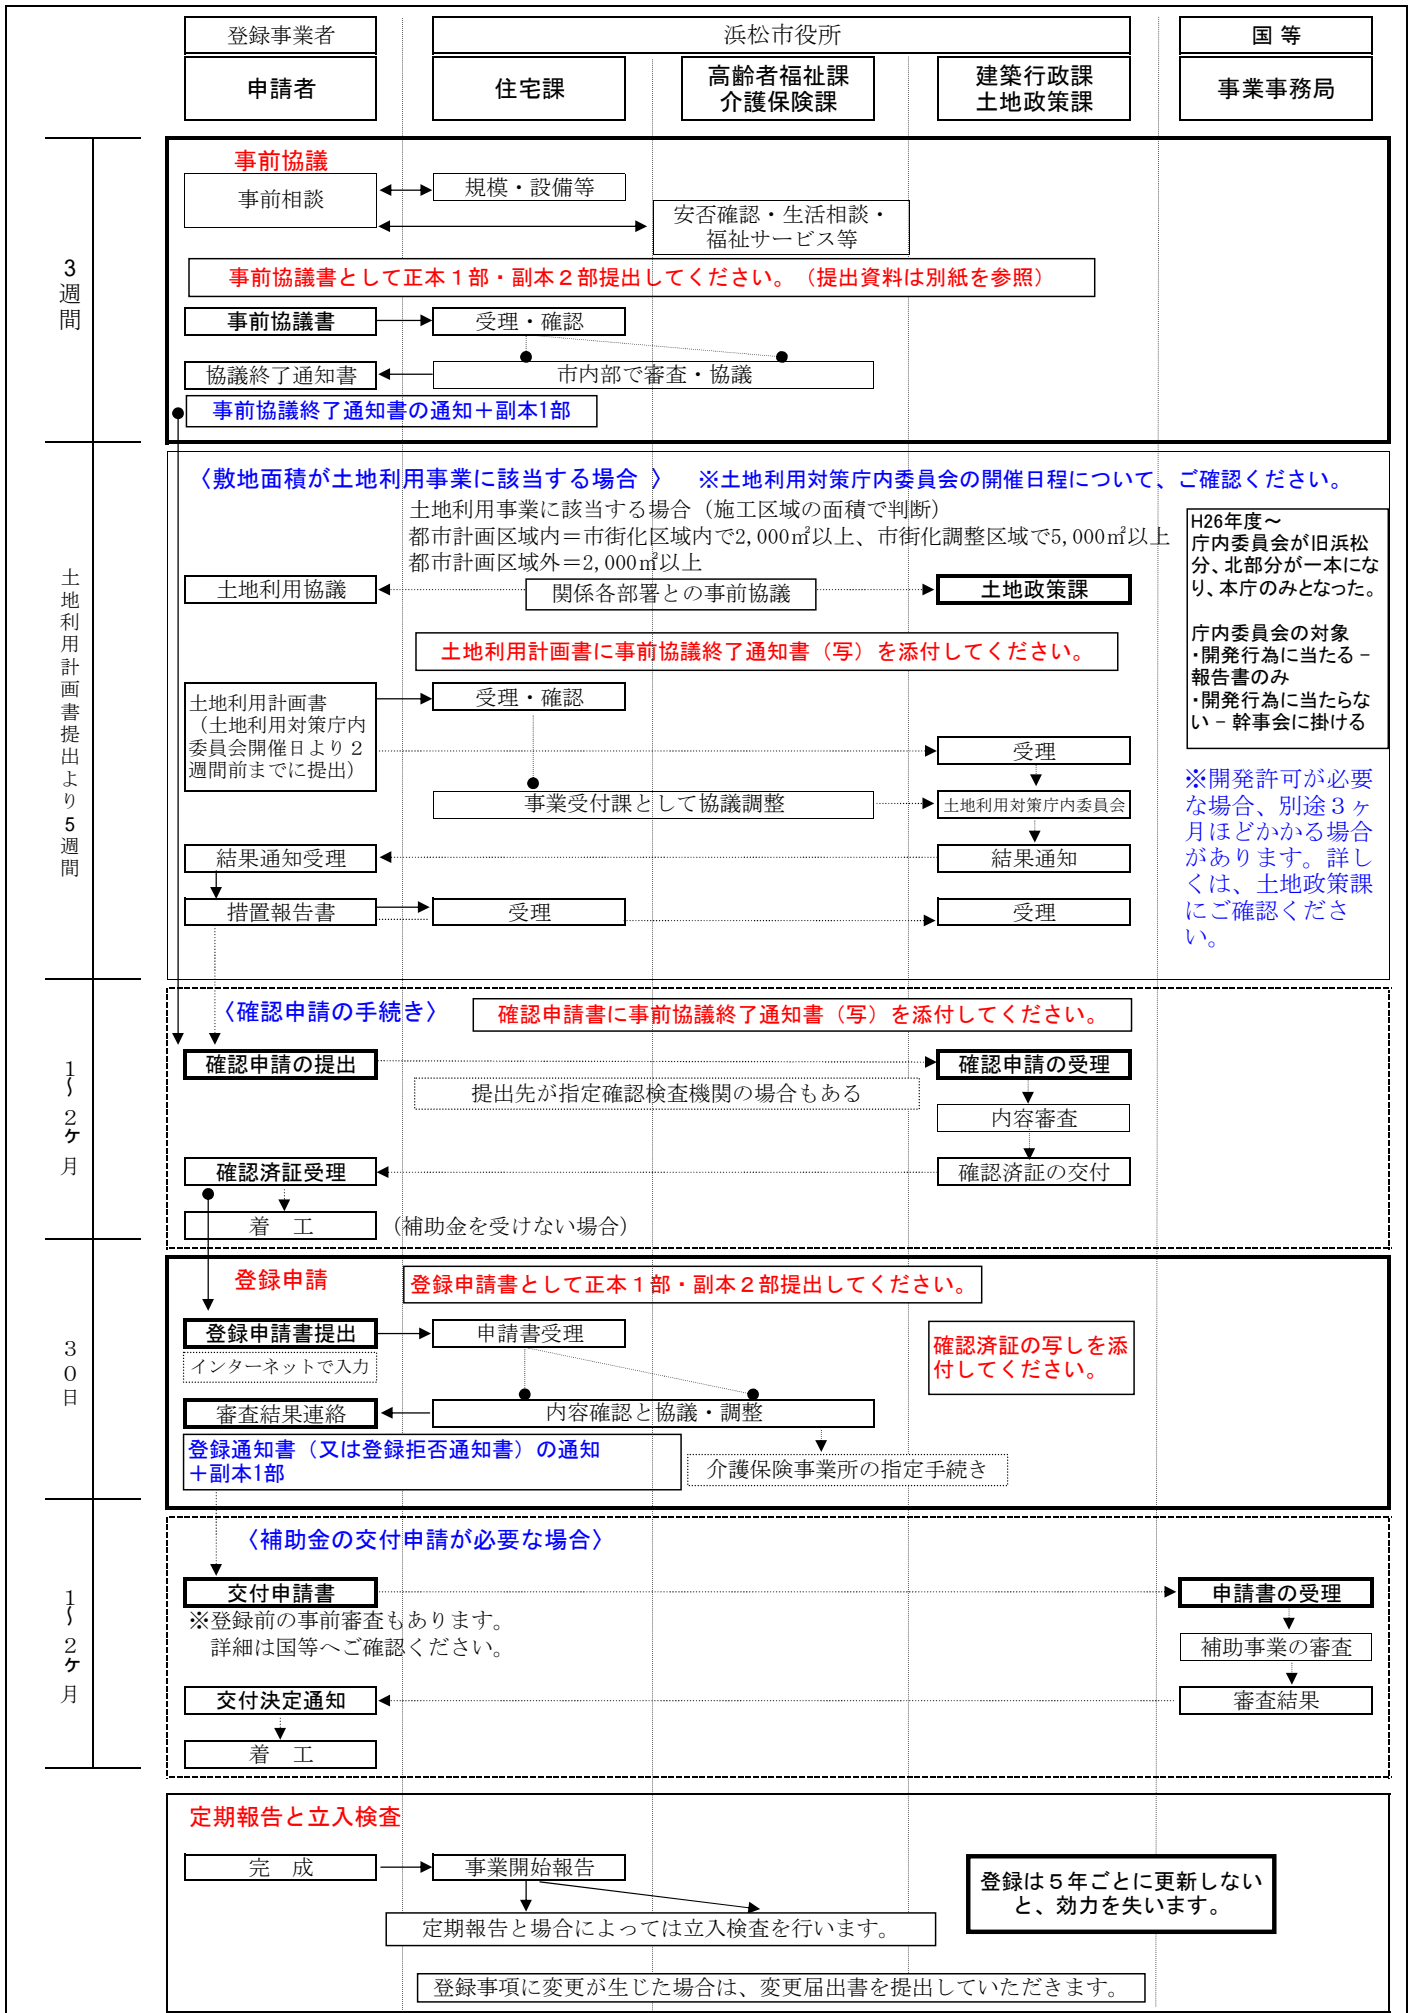 登録事業者
浜松市役所
国 等
申請者
住宅課
高齢者福祉課
介護保険課
建築行政課
土地政策課
事業事務局
3週間
事前協議
事前相談
規模・設備等
安否確認・生活相談・
福祉サービス等
事前協議書として正本１部・副本２部提出してください。（提出資料は別紙を参照）
事前協議書
受理・確認
協議終了通知書
市内部で審査・協議
事前協議終了通知書の通知＋副本1部
土地利用計画書提出より5週間
〈敷地面積が土地利用事業に該当する場合 〉
※土地利用対策庁内委員会の開催日程について、ご確認ください。
土地利用事業に該当する場合（施工区域の面積で判断）
都市計画区域内＝市街化区域内で2,000㎡以上、市街化調整区域で5,000㎡以上
都市計画区域外＝2,000㎡以上
H26年度～
庁内委員会が旧浜松
分、北部分が一本にな
り、本庁のみとなった。
庁内委員会の対象
・開発行為に当たる－
報告書のみ
・開発行為に当たらな
い－幹事会に掛ける
土地利用協議
関係各部署との事前協議
土地政策課
土地利用計画書に事前協議終了通知書（写）を添付してください。
土地利用計画書
（土地利用対策庁内
委員会開催日より２
週間前までに提出）
受理・確認
受理
事業受付課として協議調整
土地利用対策庁内委員会
※開発許可が必要
な場合、別途３ヶ
月ほどかかる場合
があります。詳し
くは、土地政策課
にご確認くださ
い。
結果通知受理
結果通知
措置報告書
受理
受理
1～2ヶ月
〈確認申請の手続き〉
確認申請書に事前協議終了通知書（写）を添付してください。
確認申請の提出
確認申請の受理
提出先が指定確認検査機関の場合もある
内容審査
確認済証受理
確認済証の交付
着　工
（補助金を受けない場合）
30日
登録申請
登録申請書として正本１部・副本２部提出してください。
登録申請書提出
申請書受理
確認済証の写しを添
付してください。
インターネットで入力
審査結果連絡
内容確認と協議・調整
登録通知書（又は登録拒否通知書）の通知
＋副本1部
介護保険事業所の指定手続き
1～2ヶ月
〈補助金の交付申請が必要な場合〉
交付申請書
申請書の受理
※登録前の事前審査もあります。
詳細は国等へご確認ください。
補助事業の審査
交付決定通知
審査結果
着　工
定期報告と立入検査
完　成
事業開始報告
登録は５年ごとに更新しない
と、効力を失います。
定期報告と場合によっては立入検査を行います。
登録事項に変更が生じた場合は、変更届出書を提出していただきます。